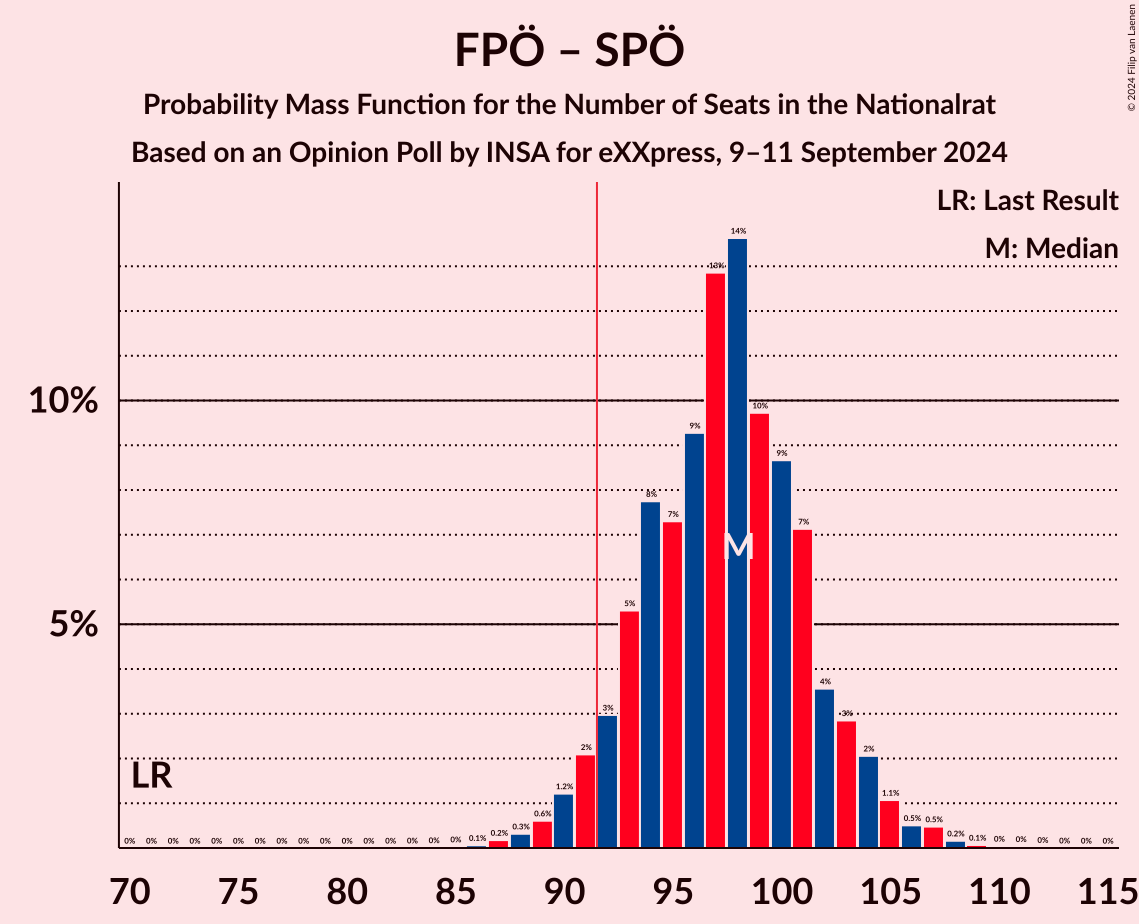 FPÖ – SPÖ
Probability Mass Function for the Number of Seats in the Nationalrat
Based on an Opinion Poll by INSA for eXXpress, 9–11 September 2024
© 2024 Filip van Laenen
LR: Last Result
M: Median
10%
5%
LR
M
0% 0% 0% 0% 0% 0% 0% 0% 0% 0% 0% 0% 0% 0% 0% 0% 0.1% 0.2% 0.3% 0.6% 1.2% 2% 3% 5% 8% 7% 9% 13% 14% 10% 9% 7% 4% 3% 2% 1.1% 0.5% 0.5% 0.2% 0.1% 0% 0% 0% 0% 0% 0%
70 75 80 85 90 95 100 105 110 115